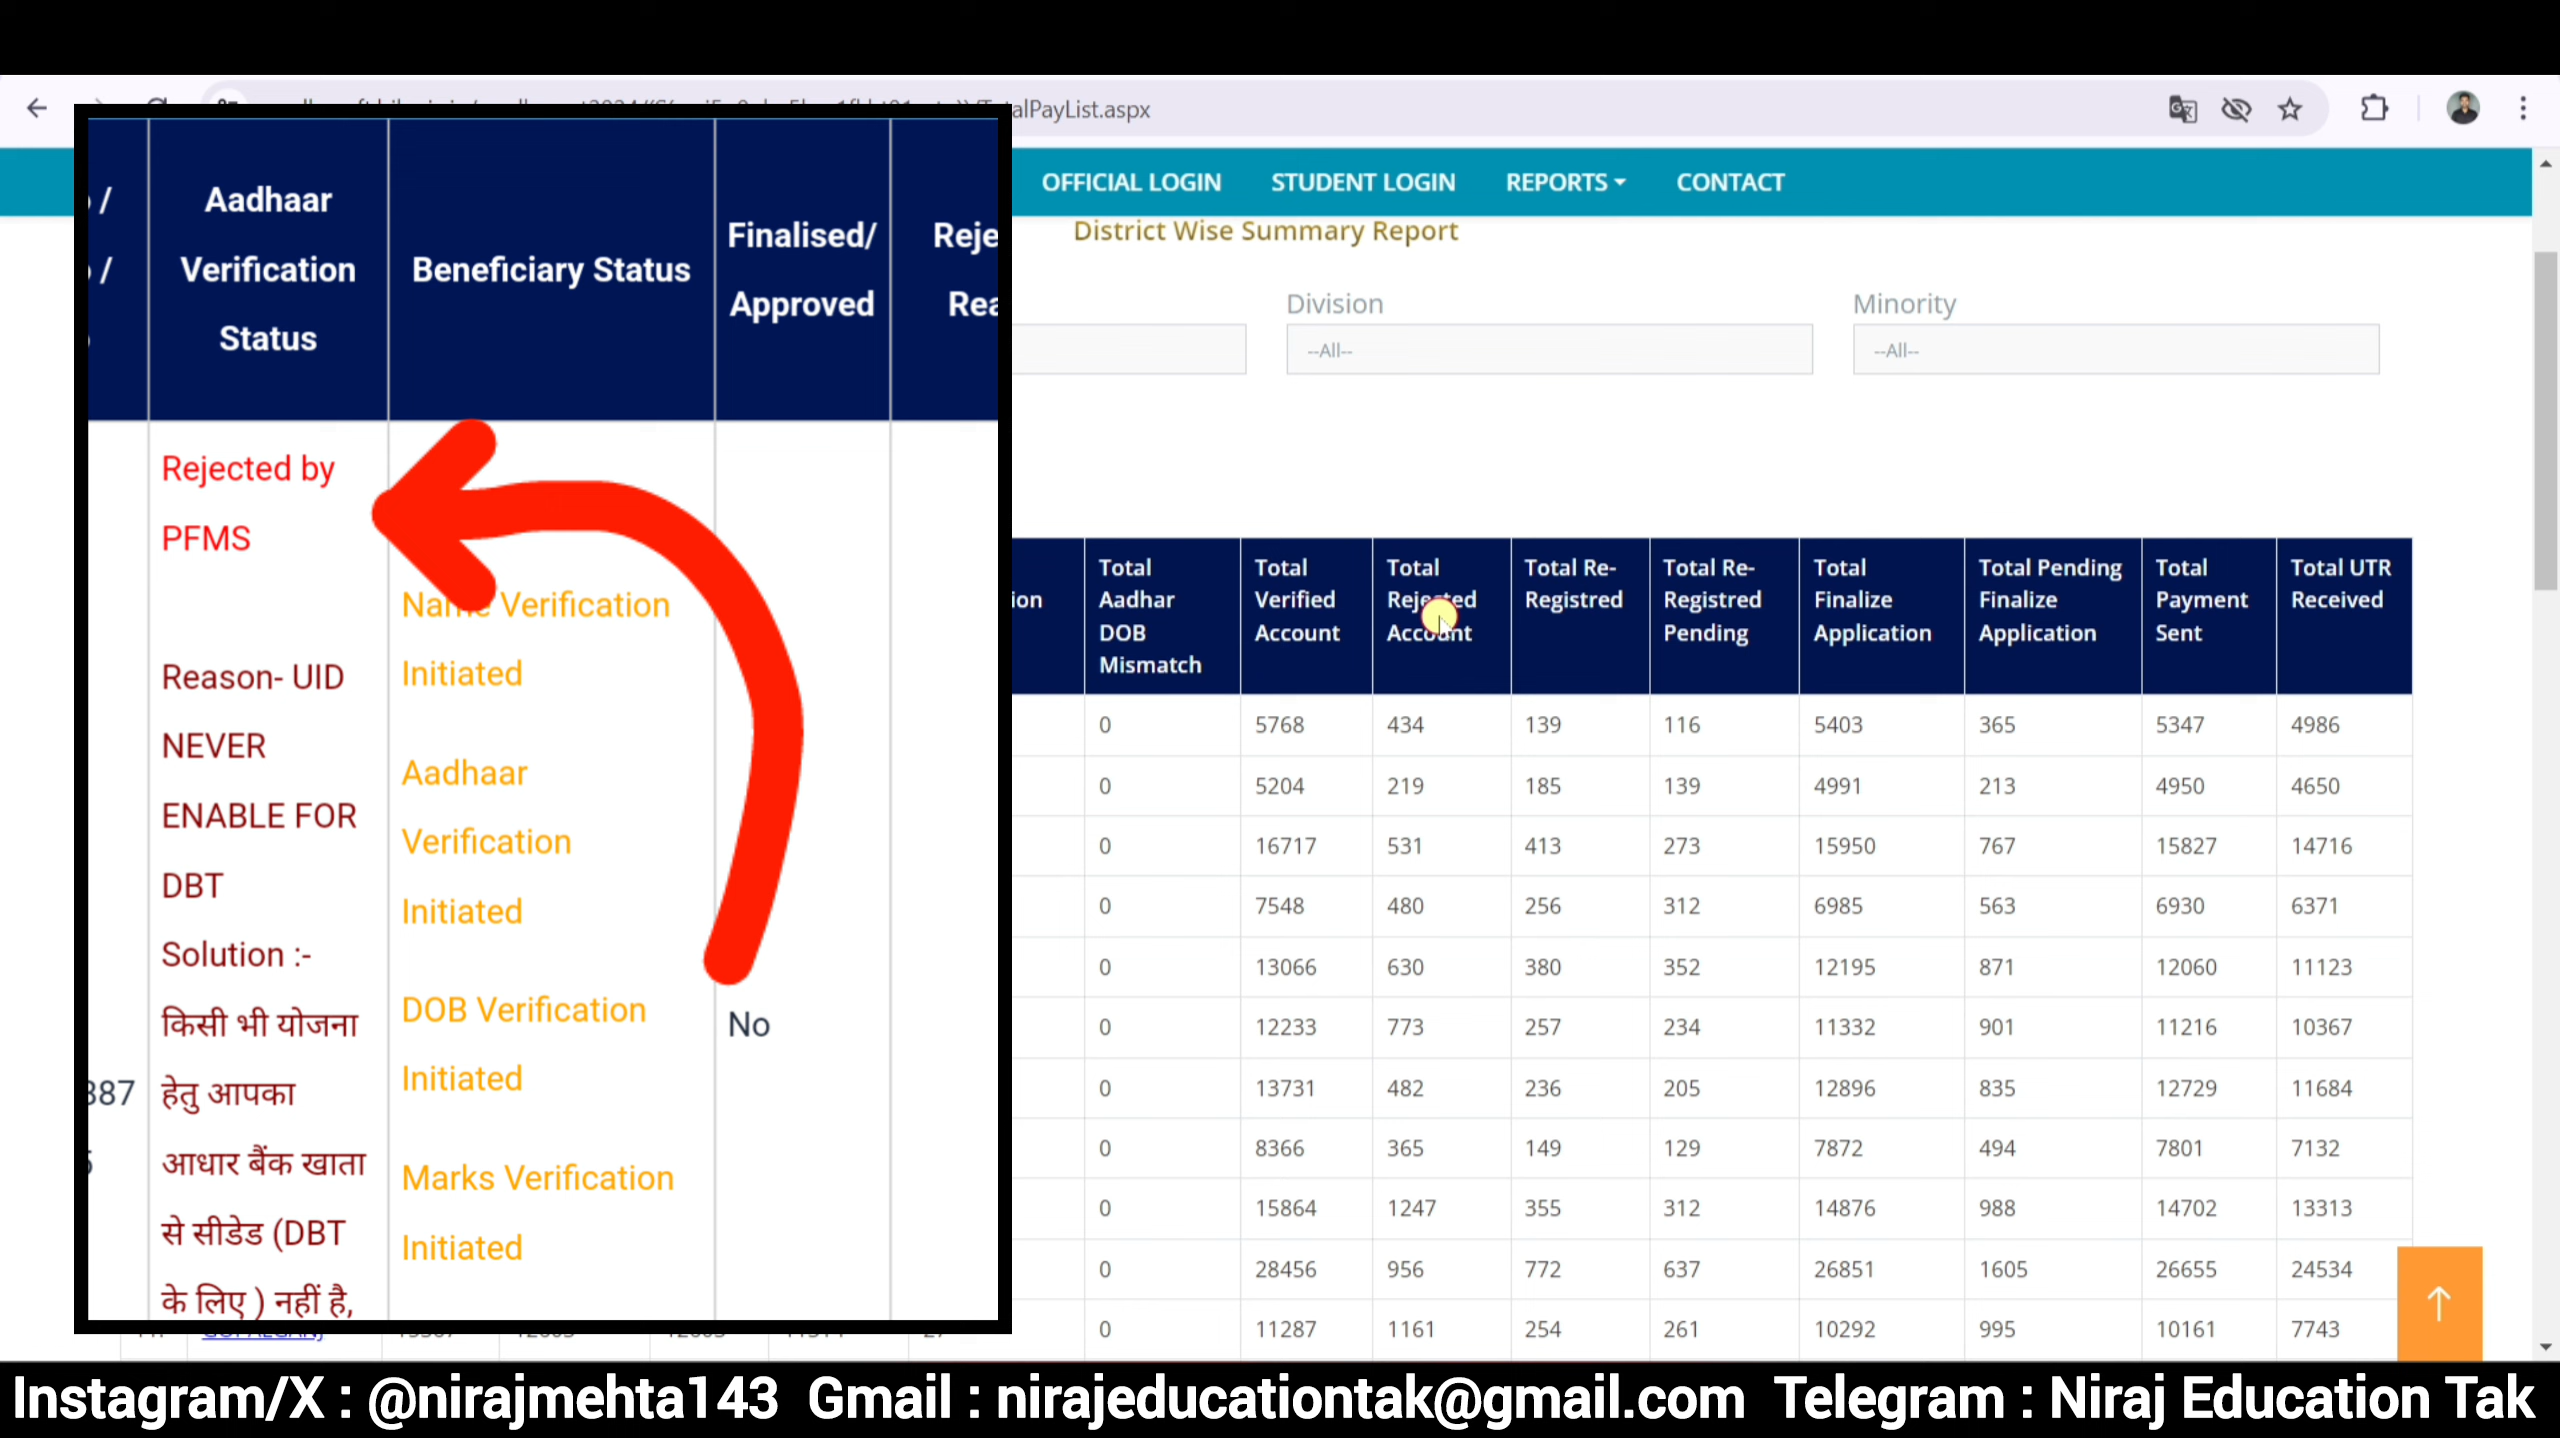 alPayList.aspx
OFFICIAL LOGIN STUDENT LOGIN REPORTS CONTACT
District Wise Summary Report
Division Minority
--All-- --All--
Aadhaar Verification Status
Beneficiary Status
Finalised/ Approved
Rejected by
PFMS
Reason- UID
NEVER
ENABLE FOR
DBT
Solution :-
किसी भी योजना
हेतु आपका
आधार बैंक खाता
से सीडेड (DBT
के लिए ) नहीं है,
Verification
Initiated
Aadhaar
Verification
Initiated
DOB Verification
Initiated
Marks Verification
Initiated
No
Total Aadhar DOB Mismatch
Total Verified Account
Total Rejected Account
Total Re-Registred
Total Re-Registred Pending
Total Finalize Application
Total Pending Finalize Application
Total Payment Sent
Total UTR Received
0 5768 434 139 116 5403 365 5347 4986
0 5204 219 185 139 4991 213 4950 4650
0 16717 531 413 273 15950 767 15827 14716
0 7548 480 256 312 6985 563 6930 6371
0 13066 630 380 352 12195 871 12060 11123
0 12233 773 257 234 11332 901 11216 10367
0 13731 482 236 205 12896 835 12729 11684
0 8366 365 149 129 7872 494 7801 7132
0 15864 1247 355 312 14876 988 14702 13313
0 28456 956 772 637 26851 1605 26655 24534
0 11287 1161 254 261 10292 995 10161 7743
Instagram/X : @nirajmehta143 Gmail : nirajeducationtak@gmail.com Telegram : Niraj Education Tak